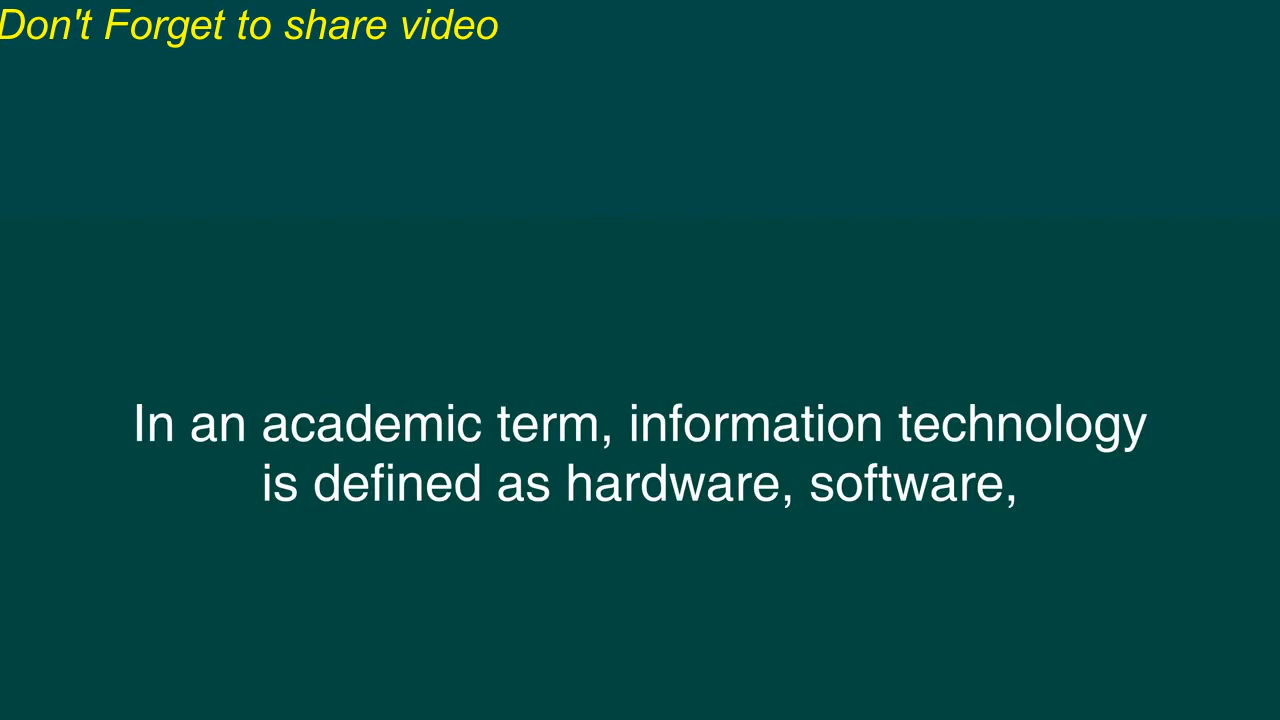 Don't Forget to share video
In an academic term, information technology
is defined as hardware, software,